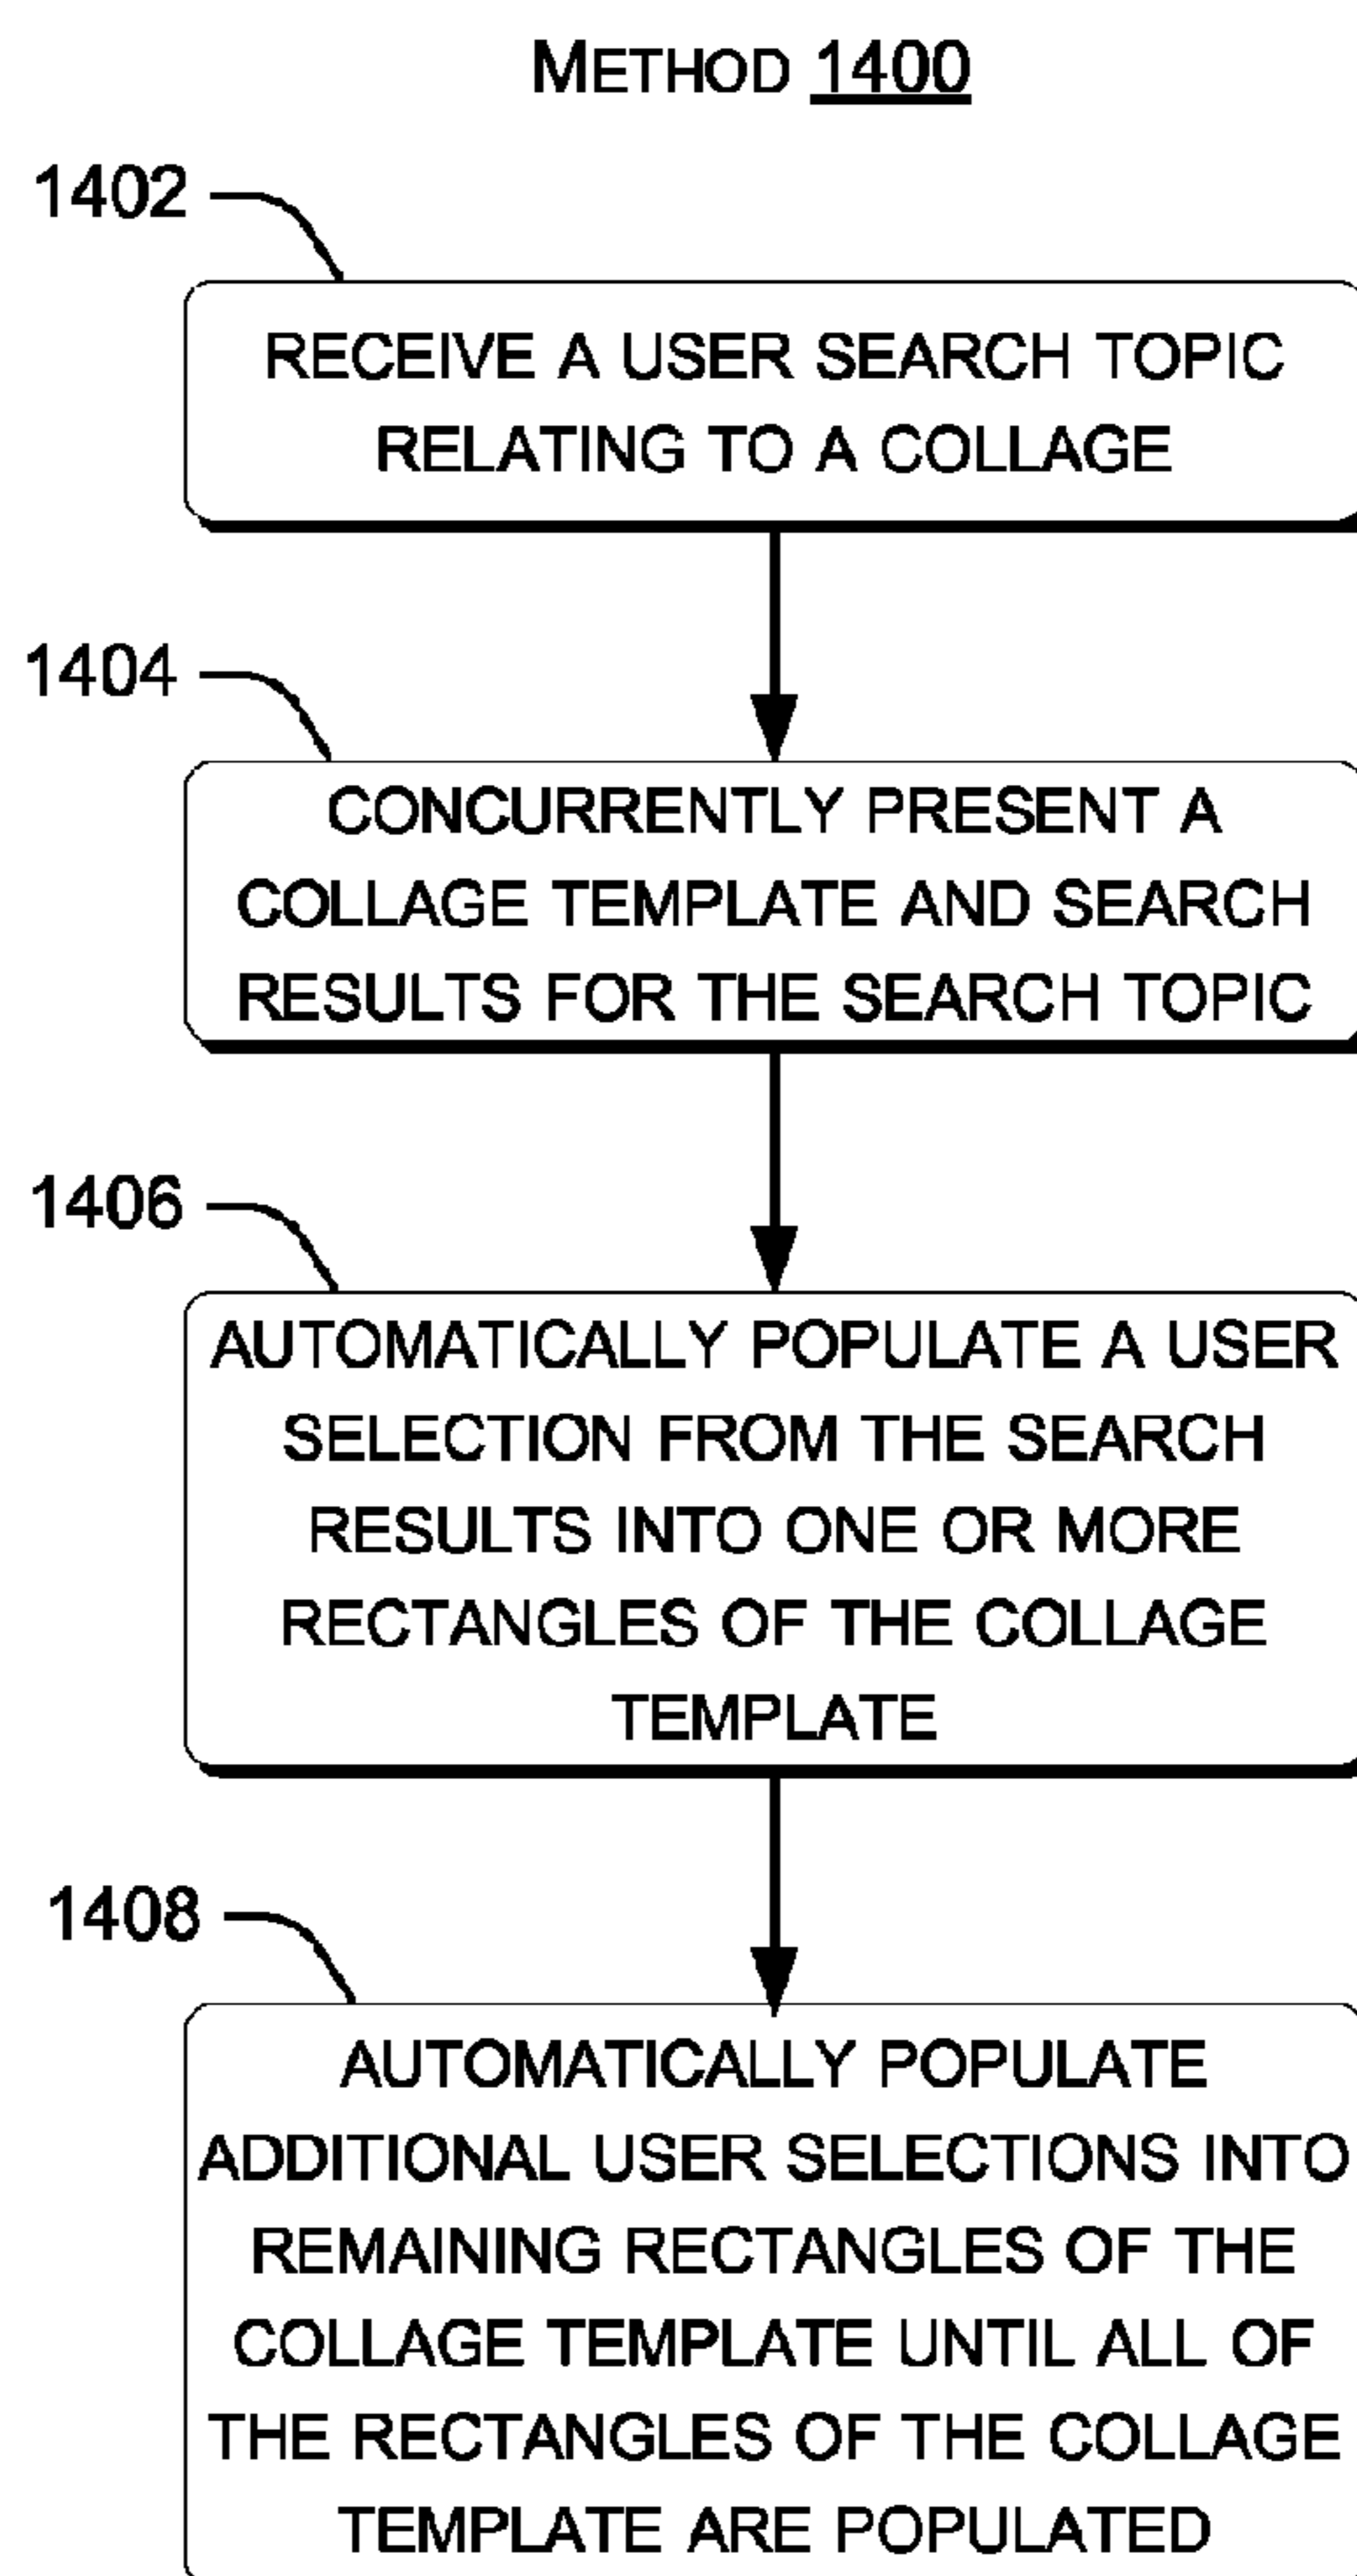 METHOD 1400
1402
RECEIVE A USER SEARCH TOPIC
RELATING TO A COLLAGE
1404
CONCURRENTLY PRESENT A
COLLAGE TEMPLATE AND SEARCH
RESULTS FOR THE SEARCH TOPIC
1406
AUTOMATICALLY POPULATE A USER
SELECTION FROM THE SEARCH
RESULTS INTO ONE OR MORE
RECTANGLES OF THE COLLAGE
TEMPLATE
1408
AUTOMATICALLY POPULATE
ADDITIONAL USER SELECTIONS INTO
REMAINING RECTANGLES OF THE
COLLAGE TEMPLATE UNTIL ALL OF
THE RECTANGLES OF THE COLLAGE
TEMPLATE ARE POPULATED